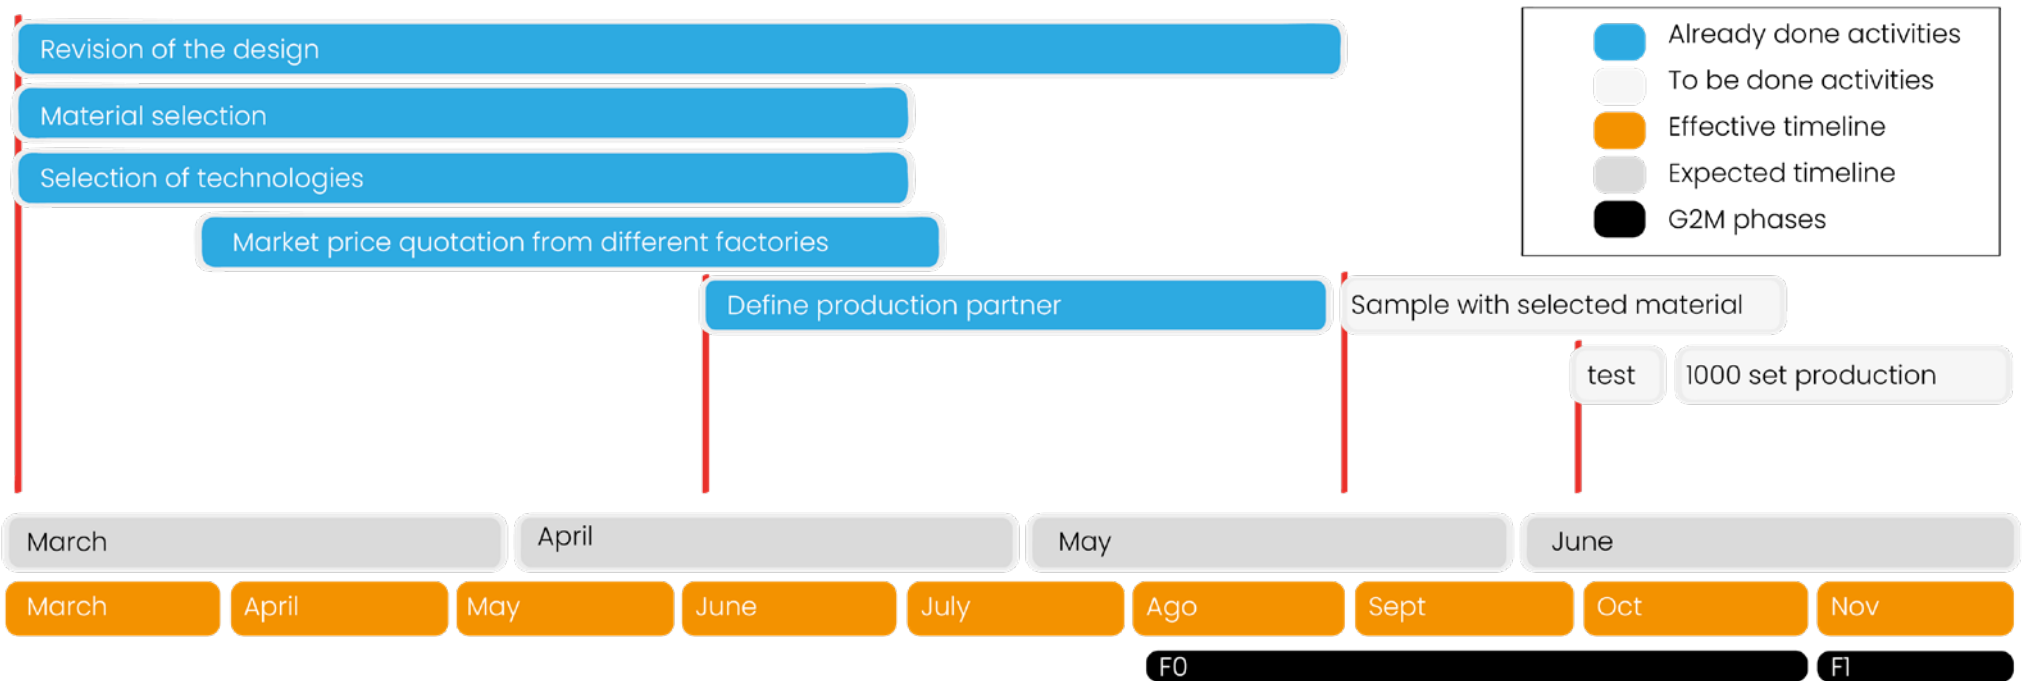 Revision of the design
Material selection
Selection of technologies
Market price quotation from different factories
Define production partner
Sample with selected material
test
1000 set production
Already done activities
To be done activities
Effective timeline
Expected timeline
G2M phases
March
April
May
June
March
April
May
June
July
Ago
Sept
Oct
Nov
F0
F1